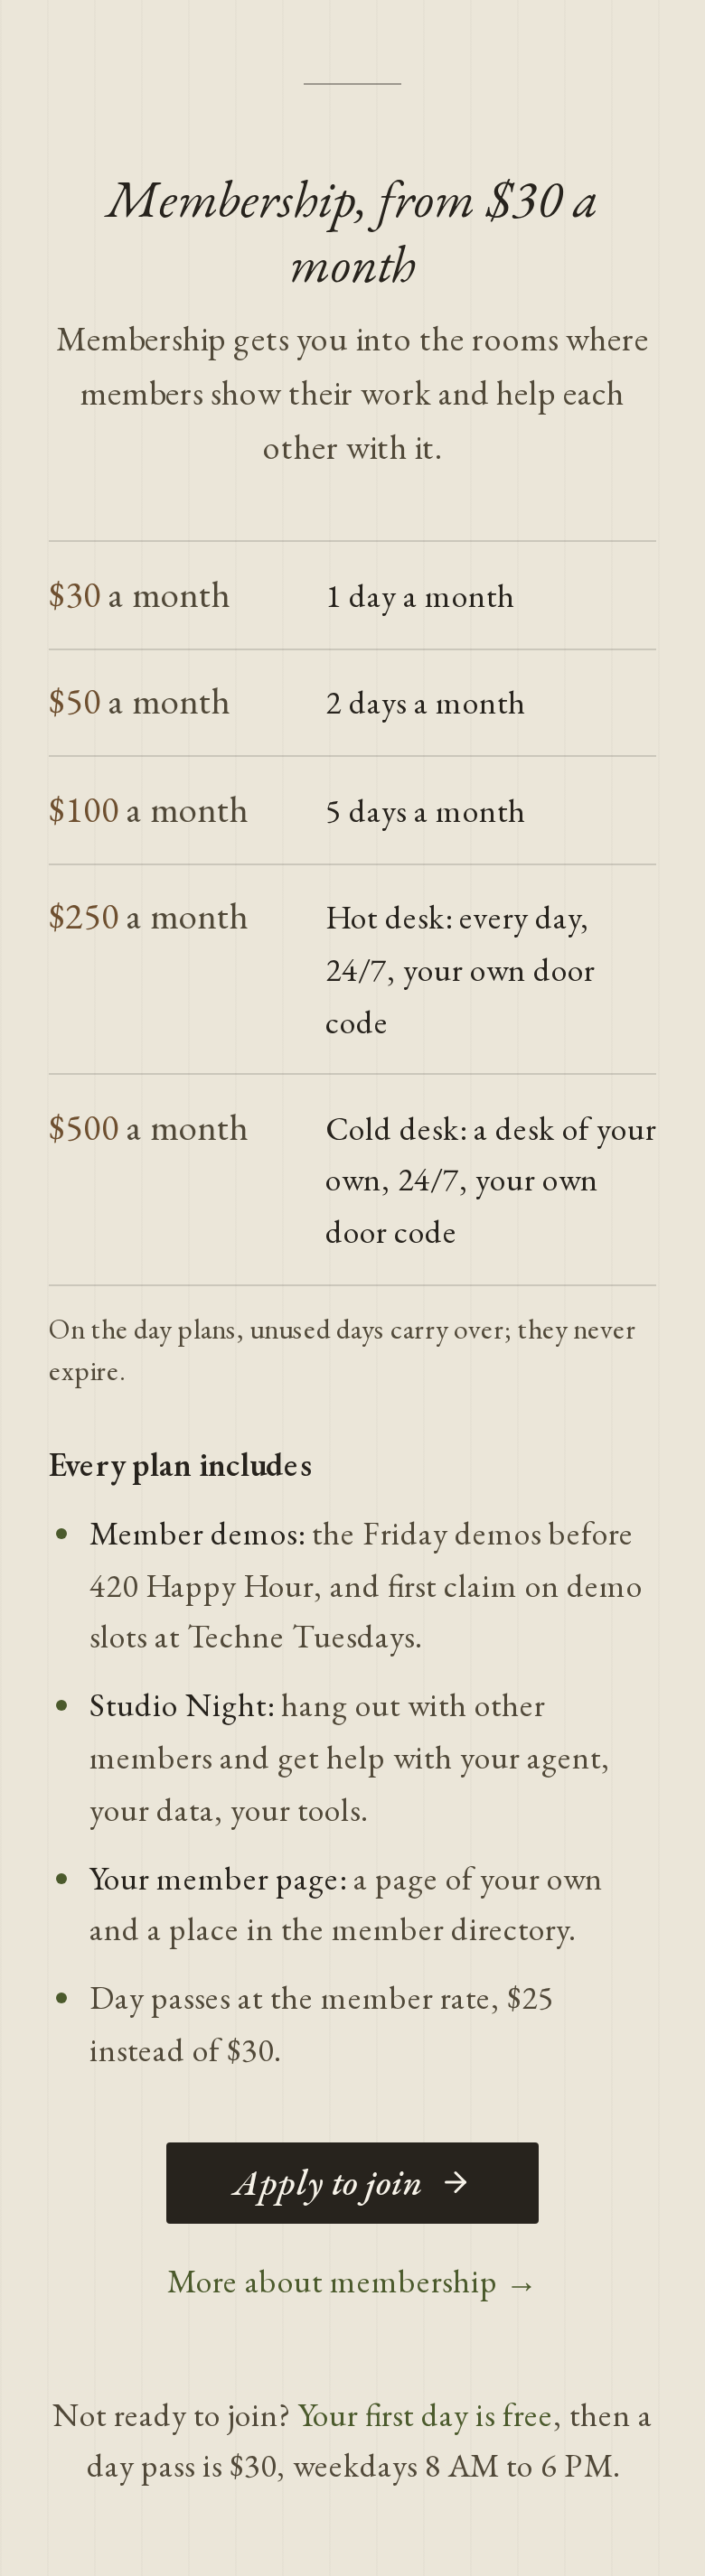 Membership, from $30 a
month
Membership gets you into the rooms where
members show their work and help each
other with it.
$30 a month 1 day a month
$50 a month 2 days a month
$100 a month 5 days a month
$250 a month Hot desk: every day,
24/7, your own door
code
$500 a month Cold desk: a desk of your
own, 24/7, your own
door code
On the day plans, unused days carry over; they never
expire.
Every plan includes
• Member demos: the Friday demos before
420 Happy Hour, and first claim on demo
slots at Techne Tuesdays.
• Studio Night: hang out with other
members and get help with your agent,
your data, your tools.
• Your member page: a page of your own
and a place in the member directory.
• Day passes at the member rate, $25
instead of $30.
Apply to join →
More about membership →
Not ready to join? Your first day is free, then a
day pass is $30, weekdays 8 AM to 6 PM.